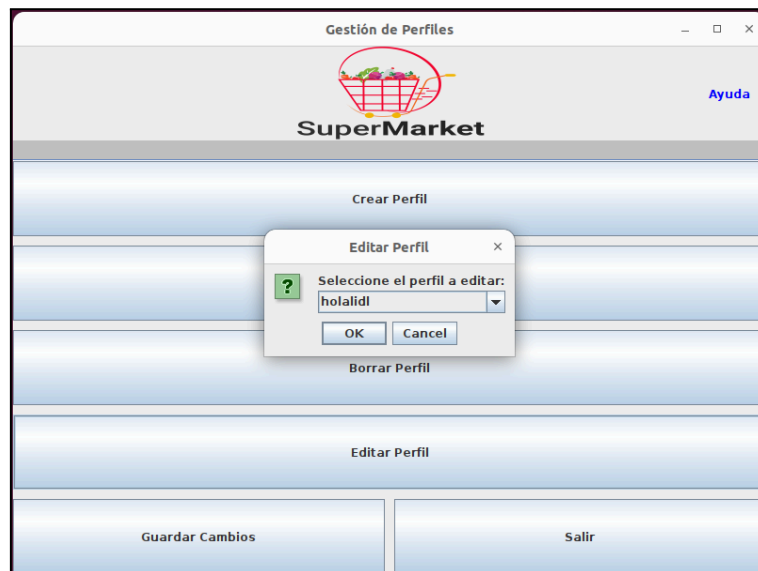 Gestión de Perfiles
Ayuda
SuperMarket
Crear Perfil
Editar Perfil
?
Seleccione el perfil a editar:
holalidl
OK Cancel
Borrar Perfil
Editar Perfil
Guardar Cambios Salir